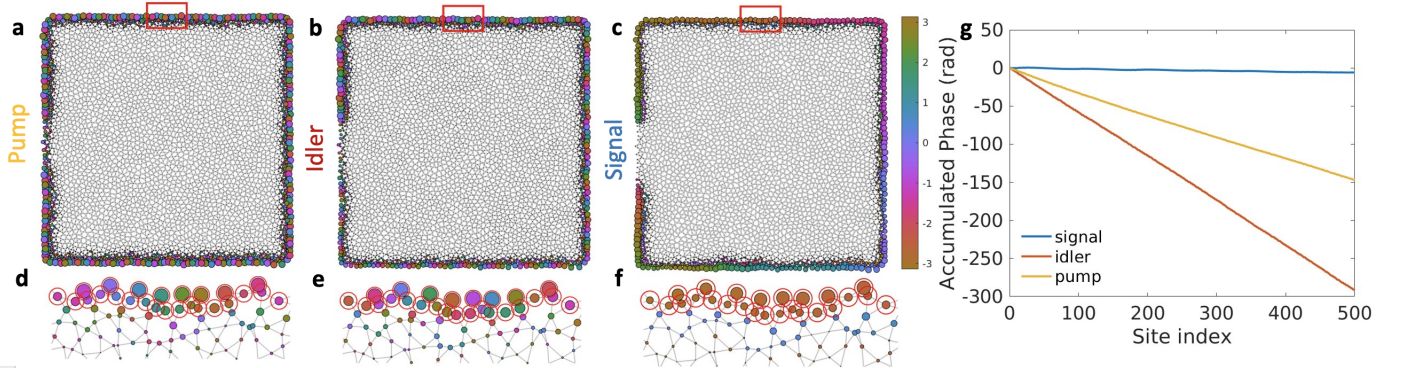 a
b
c
Pump
Idler
Signal
3
2
1
0
-1
-2
-3
d
e
f
g
50
0
-50
-100
-150
-200
-250
-300
Accumulated Phase (rad)
signal
idler
pump
0
100
200
300
400
500
Site index